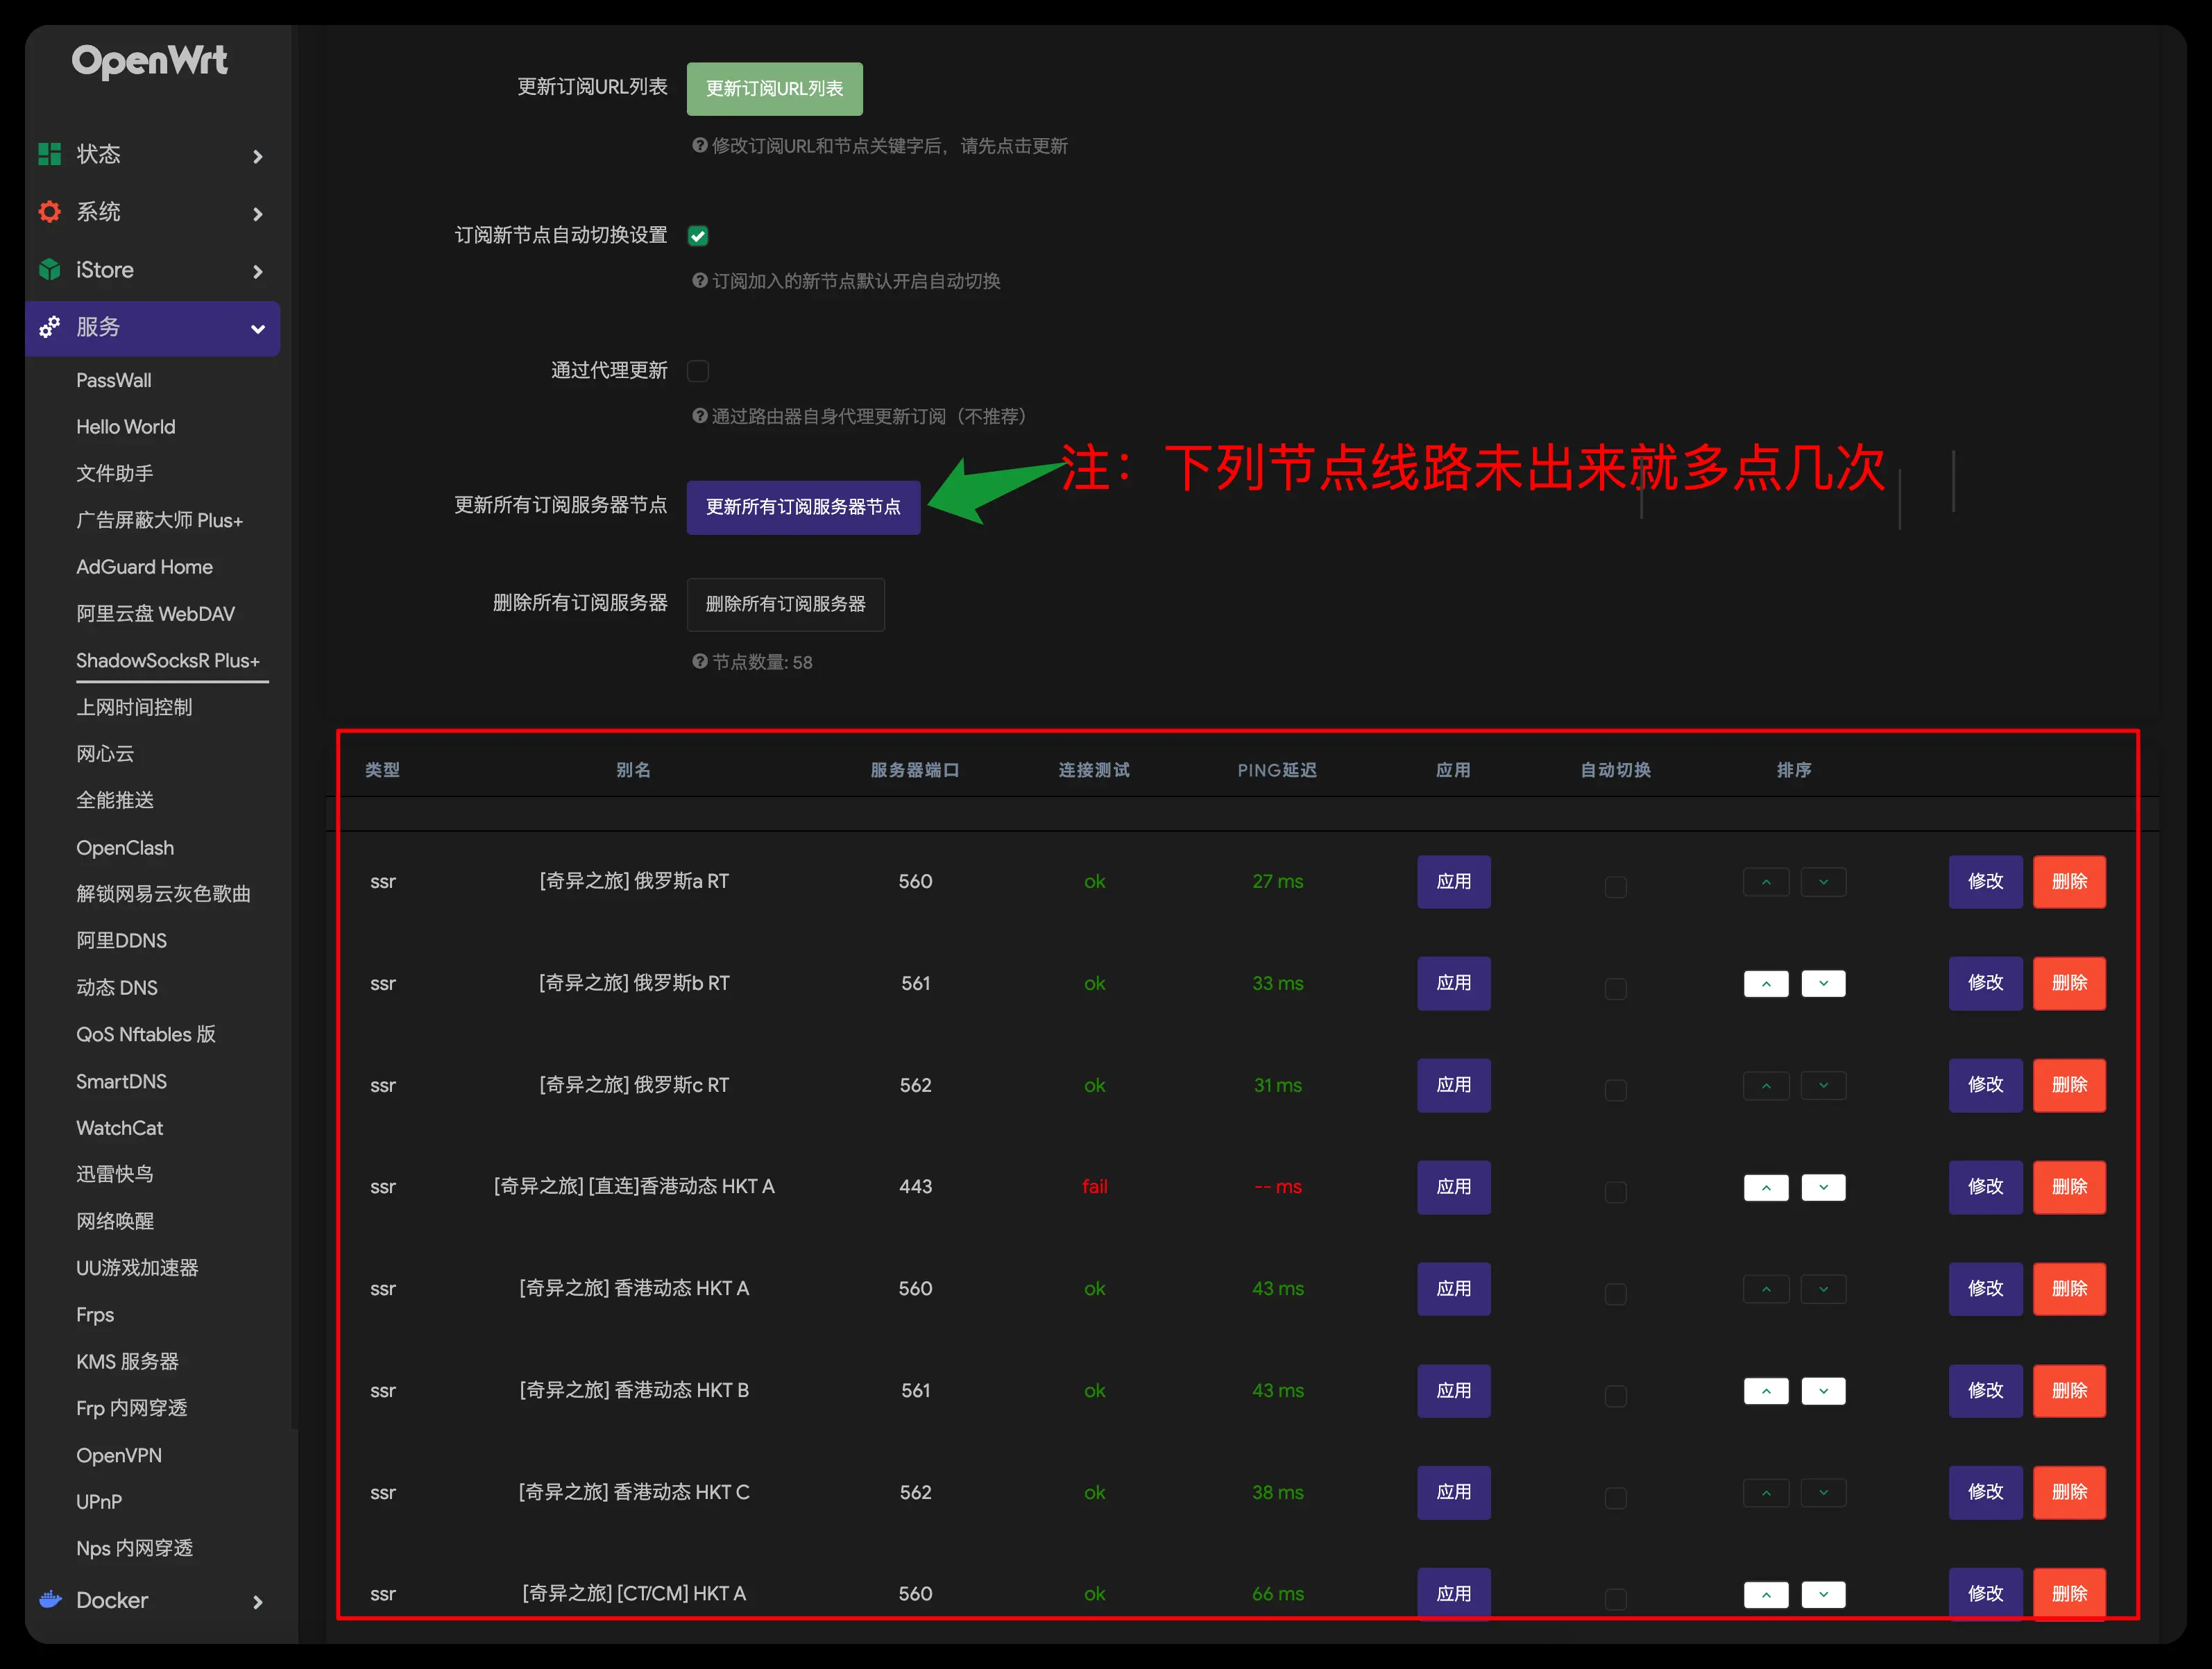 OpenWrt
状态
系统
iStore
服务
PassWall
Hello World
文件助手
广告屏蔽大师 Plus+
AdGuard Home
阿里云盘 WebDAV
ShadowSocksR Plus+
上网时间控制
网心云
全能推送
OpenClash
解锁网易云灰色歌曲
阿里DDNS
动态 DNS
QoS Nftables 版
SmartDNS
WatchCat
迅雷快鸟
网络唤醒
UU游戏加速器
Frps
KMS 服务器
Frp 内网穿透
OpenVPN
UPnP
Nps 内网穿透
Docker
更新订阅URL列表 更新订阅URL列表
修改订阅URL和节点关键字后，请先点击更新
订阅新节点自动切换设置
订阅加入的新节点默认开启自动切换
通过代理更新
通过路由器自身代理更新订阅（不推荐）
注：下列节点线路未出来就多点几次
更新所有订阅服务器节点 更新所有订阅服务器节点
删除所有订阅服务器 删除所有订阅服务器
节点数量: 58
类型 别名 服务器端口 连接测试 PING延迟 应用 自动切换 排序
ssr [奇异之旅] 俄罗斯a RT 560 ok 27 ms 应用 修改 删除
ssr [奇异之旅] 俄罗斯b RT 561 ok 33 ms 应用 修改 删除
ssr [奇异之旅] 俄罗斯c RT 562 ok 31 ms 应用 修改 删除
ssr [奇异之旅] [直连]香港动态 HKT A 443 fail -- ms 应用 修改 删除
ssr [奇异之旅] 香港动态 HKT A 560 ok 43 ms 应用 修改 删除
ssr [奇异之旅] 香港动态 HKT B 561 ok 43 ms 应用 修改 删除
ssr [奇异之旅] 香港动态 HKT C 562 ok 38 ms 应用 修改 删除
ssr [奇异之旅] [CT/CM] HKT A 560 ok 66 ms 应用 修改 删除